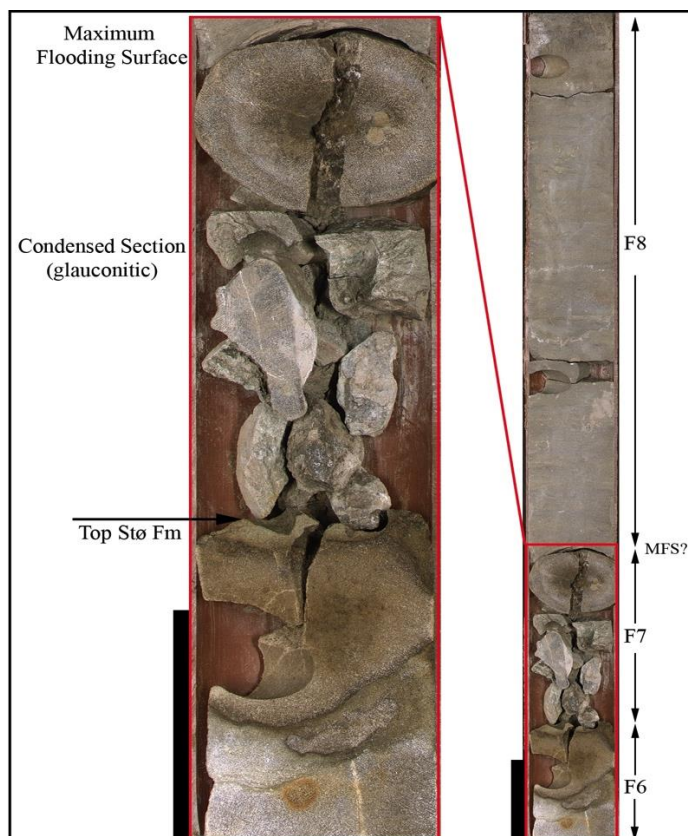 Maximum
Flooding Surface
Condensed Section
(glauconitic)
Top Stø Fm
F8
MFS?
F7
F6